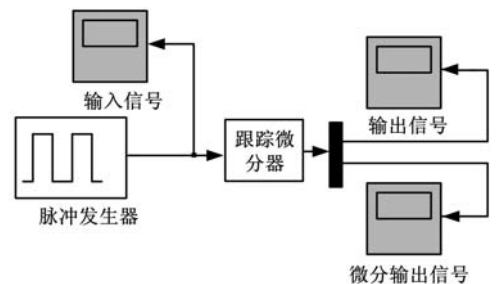 输入信号
输出信号
跟踪微
分器
脉冲发生器
微分输出信号